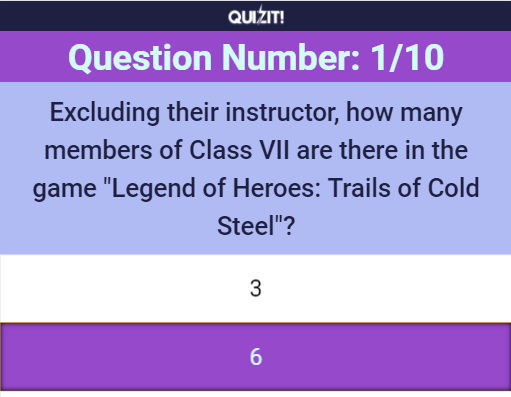 QUIZIT!
Question Number: 1/10
Excluding their instructor, how many
members of Class VII are there in the
game "Legend of Heroes: Trails of Cold
Steel"?
3
6